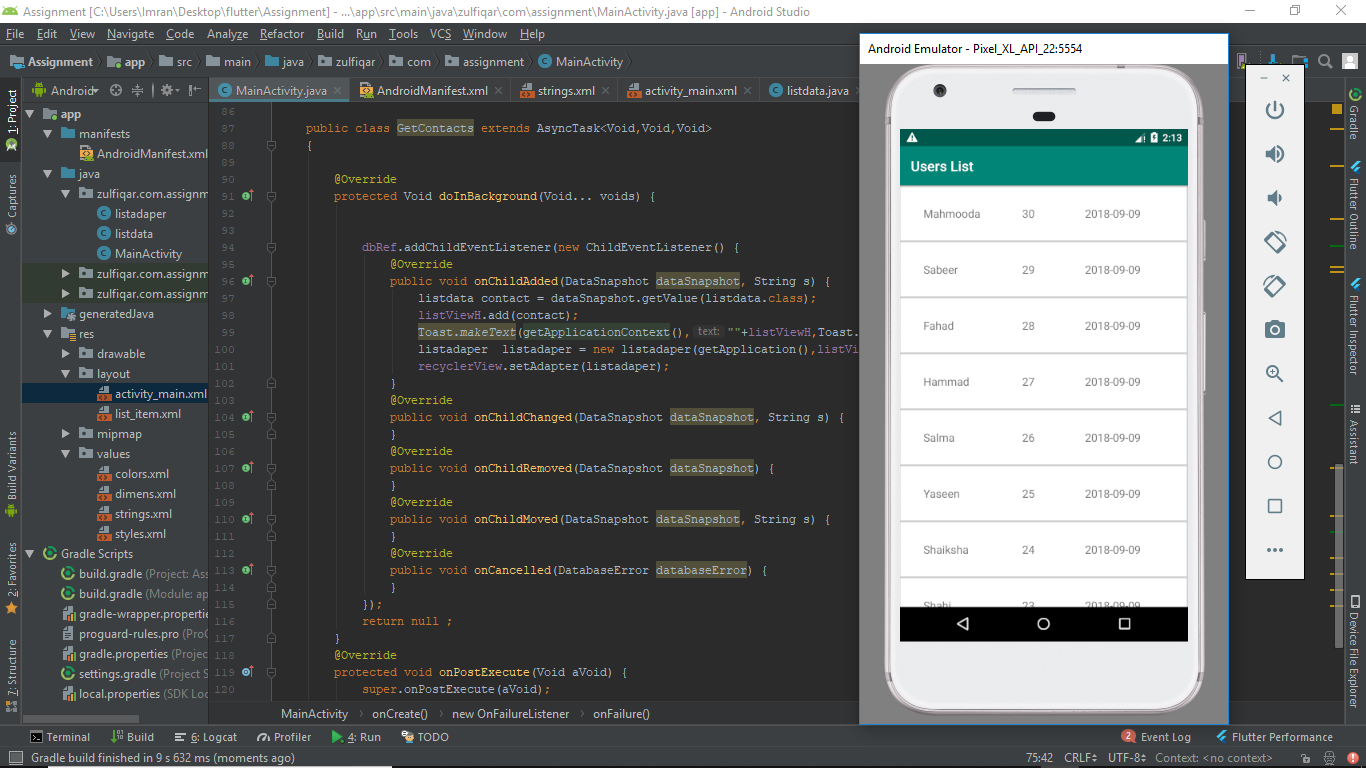 Assignment [C:\Users\Imran\Desktop\flutter\Assignment] - ...\app\src\main\java\zulfiqar\com\assignment\MainActivity.java [app] - Android Studio
File Edit View Navigate Code Analyze Refactor Build Run Tools VCS Window Help
Assignment app src main java zulfiqar com assignment MainActivity
Android
MainActivity.java AndroidManifest.xml strings.xml activity_main.xml listdata.java
1: Project
Captures
Build Variants
2: Favorites
7: Structure
app
manifests
AndroidManifest.xml
java
zulfiqar.com.assignm
listadaper
listdata
MainActivity
zulfiqar.com.assignm
zulfiqar.com.assignm
generatedJava
res
drawable
layout
activity_main.xml
list_item.xml
mipmap
values
colors.xml
dimens.xml
strings.xml
styles.xml
Gradle Scripts
build.gradle (Project: Ass
build.gradle (Module: ap
gradle-wrapper.propertie
proguard-rules.pro (ProG
gradle.properties (Projec
settings.gradle (Project S
local.properties (SDK Loc
86
87 public class GetContacts extends AsyncTask<Void,Void,Void>
88 {
89
90 @Override
91 protected Void doInBackground(Void... voids) {
92
93
94 dbRef.addChildEventListener(new ChildEventListener() {
95 @Override
96 public void onChildAdded(DataSnapshot dataSnapshot, String s) {
97 listdata contact = dataSnapshot.getValue(listdata.class);
98 listViewH.add(contact);
99 Toast.makeText(getApplicationContext(), text: ""+listViewH,Toast.
100 listadaper listadaper = new listadaper(getApplication(),listVi
101 recyclerView.setAdapter(listadaper);
102 }
103 @Override
104 public void onChildChanged(DataSnapshot dataSnapshot, String s) {
105 }
106 @Override
107 public void onChildRemoved(DataSnapshot dataSnapshot) {
108 }
109 @Override
110 public void onChildMoved(DataSnapshot dataSnapshot, String s) {
111 }
112 @Override
113 public void onCancelled(DatabaseError databaseError) {
114 }
115 });
116 return null ;
117 }
118 @Override
119 protected void onPostExecute(Void aVoid) {
120 super.onPostExecute(aVoid);
MainActivity onCreate() new OnFailureListener onFailure()
Android Emulator - Pixel_XL_API_22:5554
2:13
Users List
Mahmooda 30 2018-09-09
Sabeer 29 2018-09-09
Fahad 28 2018-09-09
Hammad 27 2018-09-09
Salma 26 2018-09-09
Yaseen 25 2018-09-09
Shaiksha 24 2018-09-09
Shabi 23 2018-09-09
Gradle
Flutter Outline
Flutter Inspector
Assistant
Device File Explorer
Terminal Build 6: Logcat Profiler 4: Run TODO 2 Event Log Flutter Performance
Gradle build finished in 9 s 632 ms (moments ago) 75:42 CRLF UTF-8 Context: <no context>